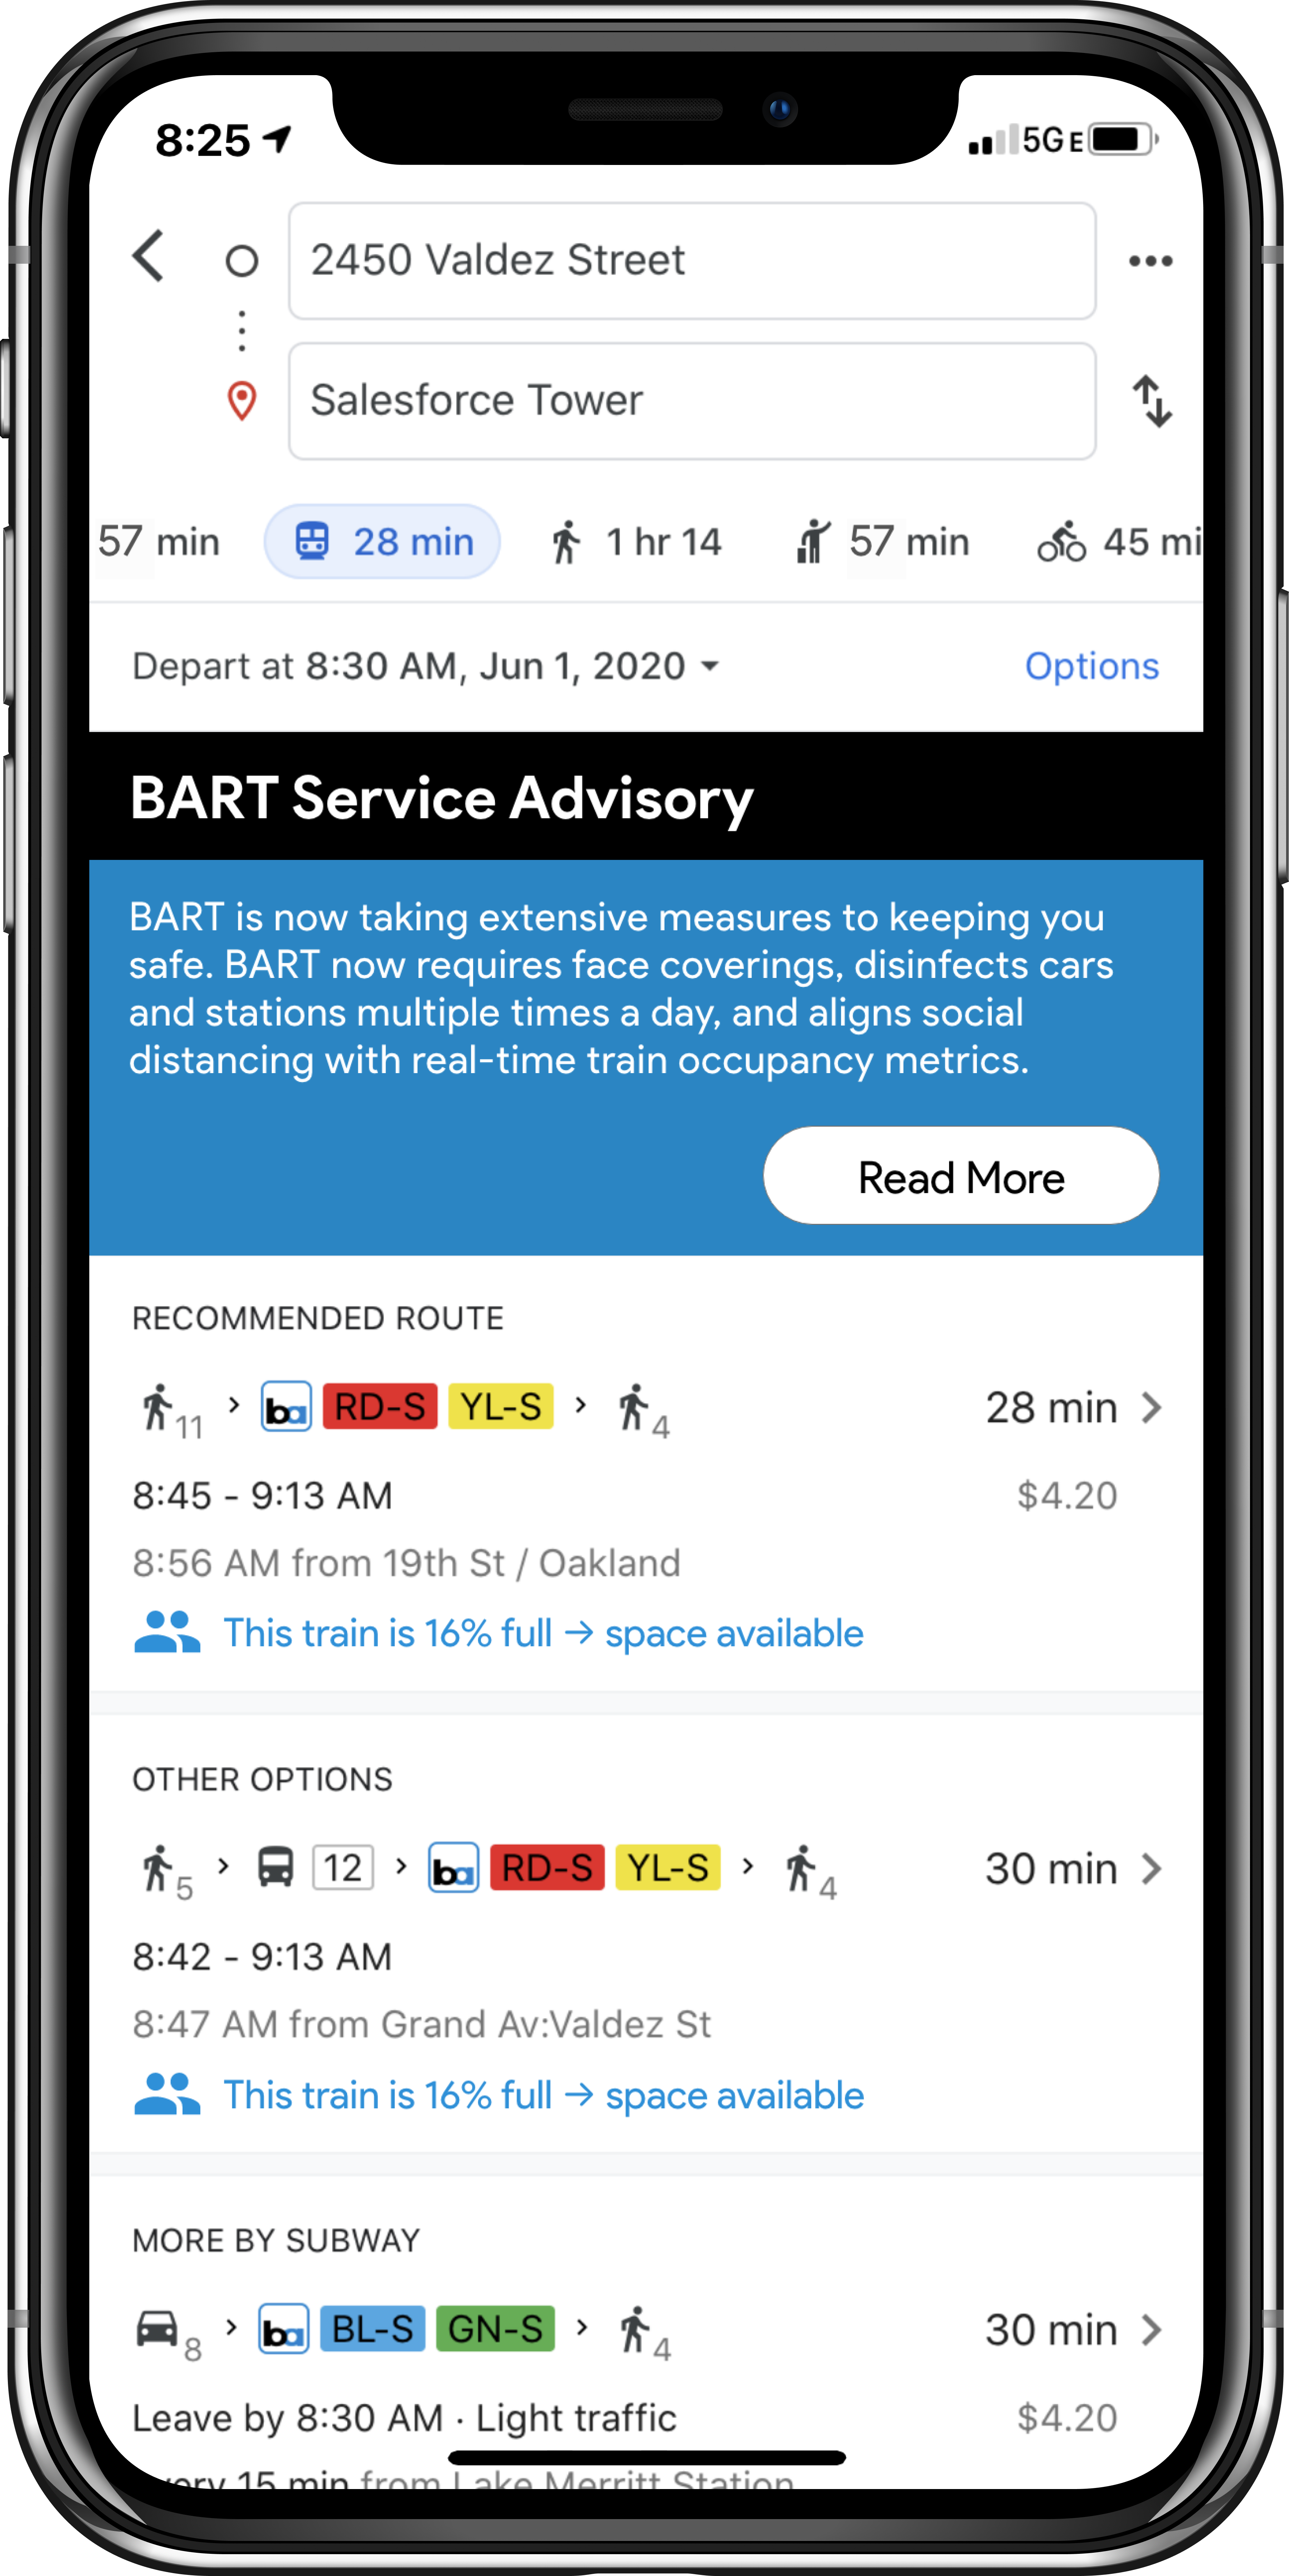 8:25 5GE
2450 Valdez Street
Salesforce Tower
57 min 28 min 1 hr 14 57 min 45 mi
Depart at 8:30 AM, Jun 1, 2020 Options
BART Service Advisory
BART is now taking extensive measures to keeping you
safe. BART now requires face coverings, disinfects cars
and stations multiple times a day, and aligns social
distancing with real-time train occupancy metrics.
Read More
RECOMMENDED ROUTE
11 > ba RD-S YL-S > 4 28 min >
8:45 - 9:13 AM $4.20
8:56 AM from 19th St / Oakland
This train is 16% full → space available
OTHER OPTIONS
5 > 12 > ba RD-S YL-S > 4 30 min >
8:42 - 9:13 AM
8:47 AM from Grand Av:Valdez St
This train is 16% full → space available
MORE BY SUBWAY
8 > ba BL-S GN-S > 4 30 min >
Leave by 8:30 AM · Light traffic $4.20
very 15 min from Lake Merritt Station